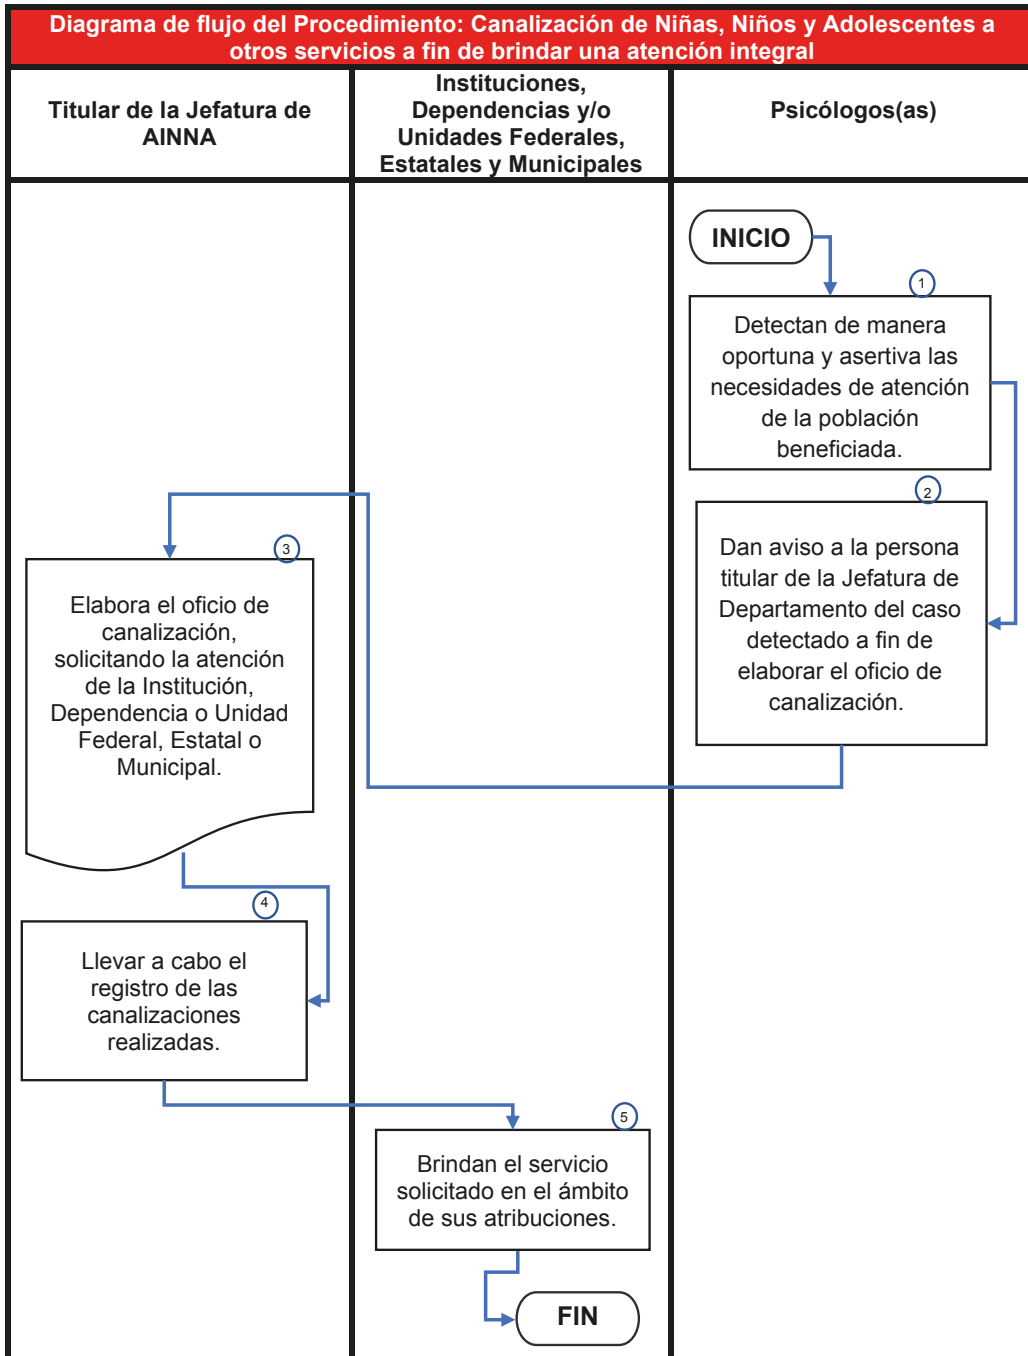 Diagrama de flujo del Procedimiento: Canalización de Niñas, Niños y Adolescentes a
otros servicios a fin de brindar una atención integral
Titular de la Jefatura de
AINNA
Instituciones,
Dependencias y/o
Unidades Federales,
Estatales y Municipales
Psicólogos(as)
INICIO
1
Detectan de manera
oportuna y asertiva las
necesidades de atención
de la población
beneficiada.
2
Dan aviso a la persona
titular de la Jefatura de
Departamento del caso
detectado a fin de
elaborar el oficio de
canalización.
3
Elabora el oficio de
canalización,
solicitando la atención
de la Institución,
Dependencia o Unidad
Federal, Estatal o
Municipal.
4
Llevar a cabo el
registro de las
canalizaciones
realizadas.
5
Brindan el servicio
solicitado en el ámbito
de sus atribuciones.
FIN